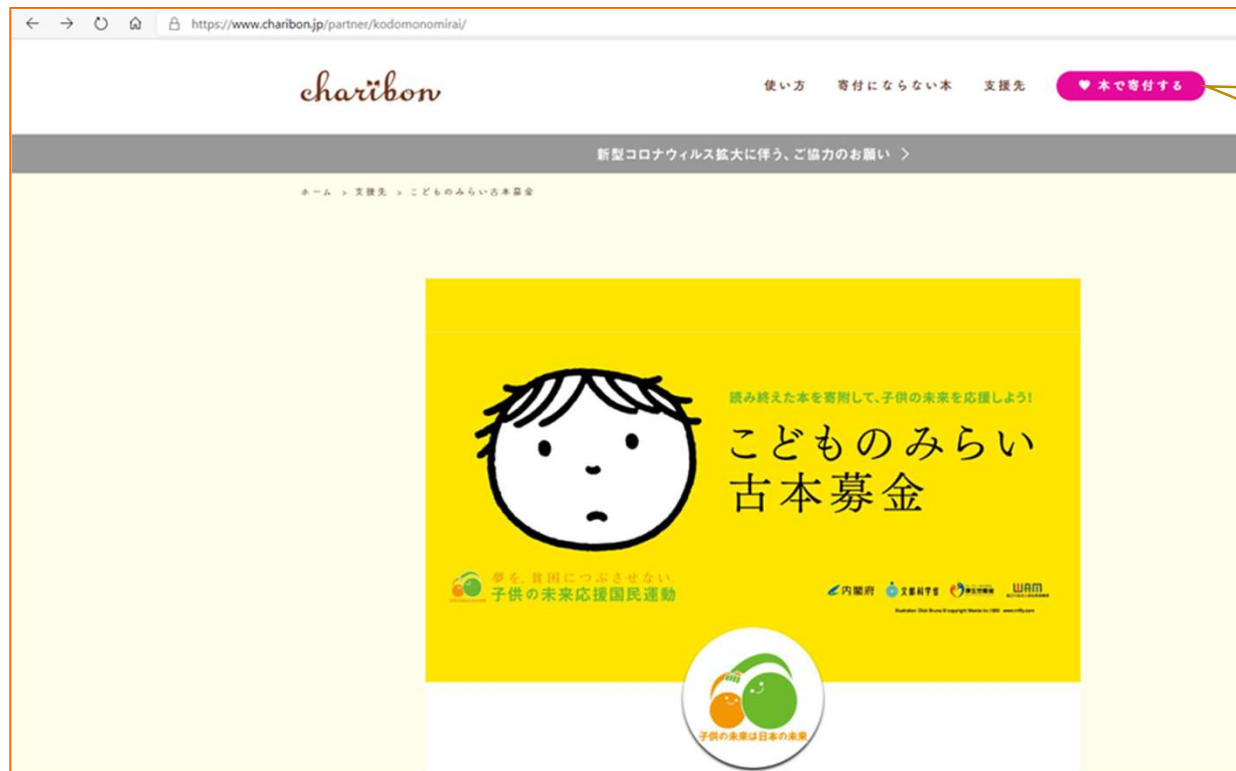 https://www.charibon.jp/partner/kodomonomirai/
charibon
使い方 寄付にならない本 支援先 ♥ 本で寄付する
新型コロナウィルス拡大に伴う、ご協力のお願い >
ホーム > 支援先 > こどものみらい古本募金
読み終えた本を寄附して、子供の未来を応援しよう!
こどものみらい
古本募金
夢を、貧困につぶさせない。
子供の未来応援国民運動
内閣府 文部科学省 厚生労働省 WAM
子供の未来は日本の未来